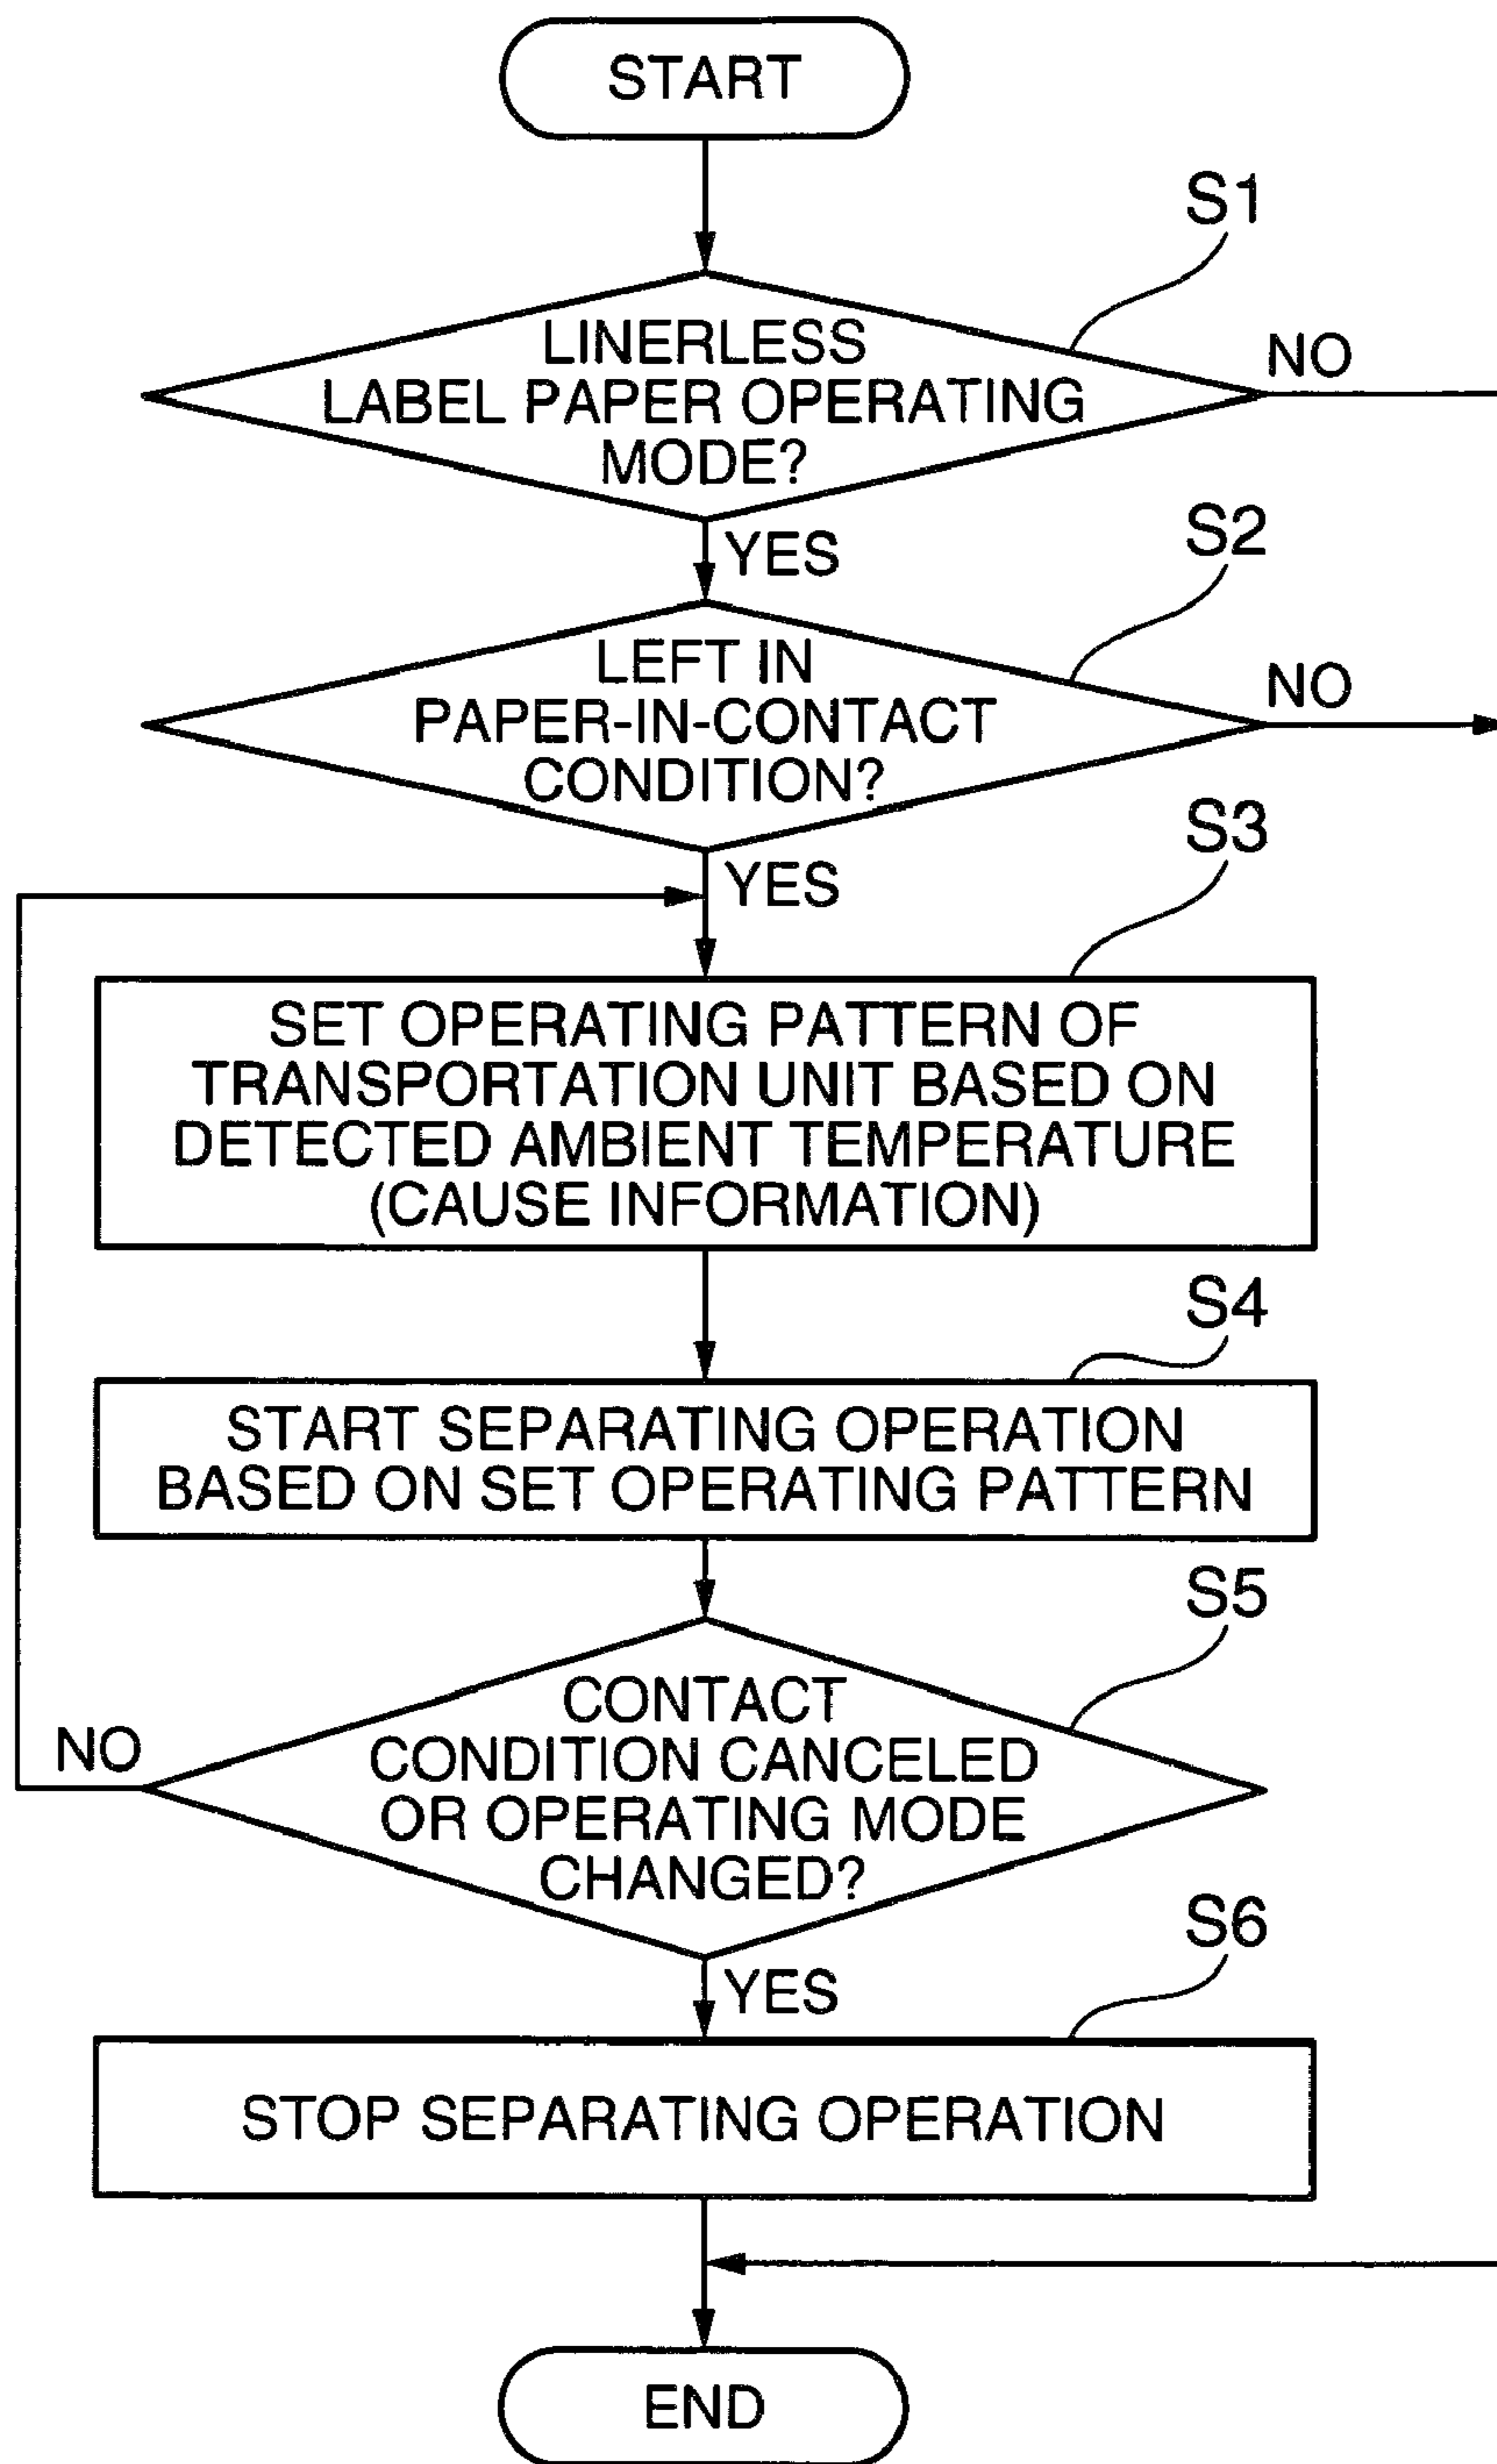 START
S1
LINERLESS
LABEL PAPER OPERATING
MODE?
NO
YES
S2
LEFT IN
PAPER-IN-CONTACT
CONDITION?
NO
YES
S3
SET OPERATING PATTERN OF
TRANSPORTATION UNIT BASED ON
DETECTED AMBIENT TEMPERATURE
(CAUSE INFORMATION)
S4
START SEPARATING OPERATION
BASED ON SET OPERATING PATTERN
S5
CONTACT
CONDITION CANCELED
OR OPERATING MODE
CHANGED?
NO
YES
S6
STOP SEPARATING OPERATION
END